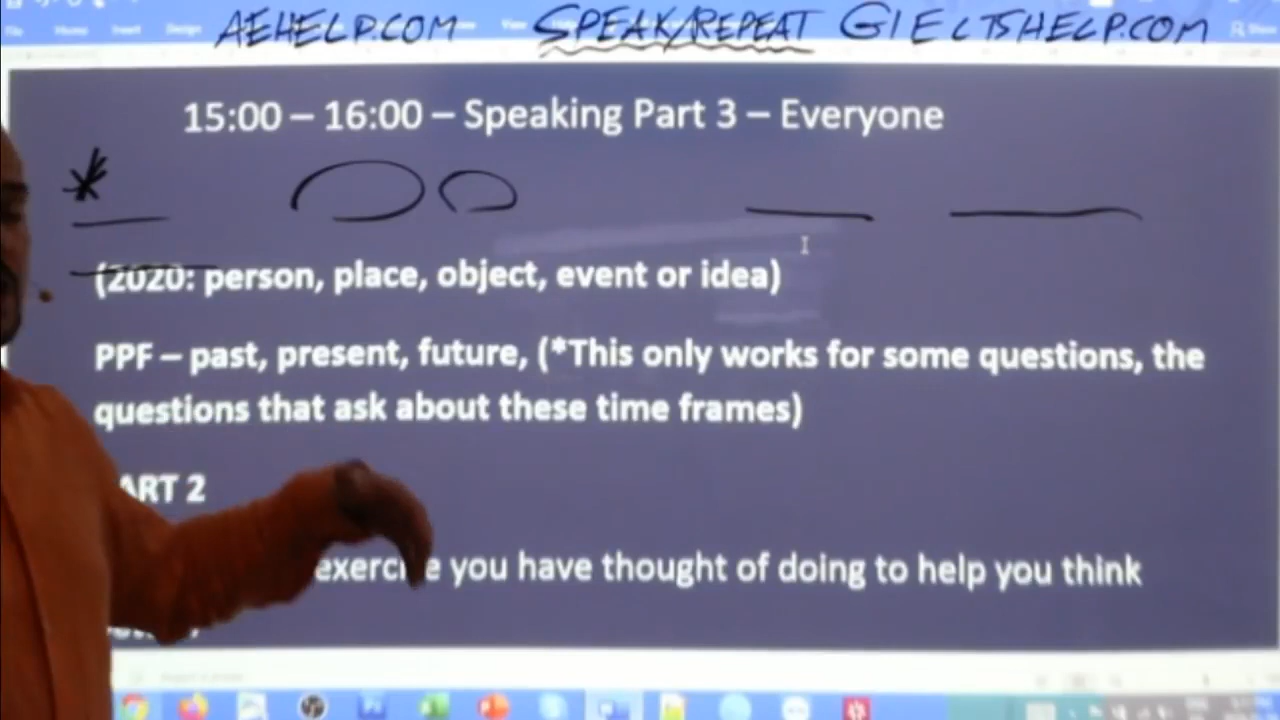 AEHELP.COM SPEAK/REPEAT GIELTSHELP.COM
15:00 – 16:00 – Speaking Part 3 – Everyone
(2020: person, place, object, event or idea)
PPF – past, present, future, (*This only works for some questions, the
questions that ask about these time frames)
ART 2
you have thought of doing to help you think